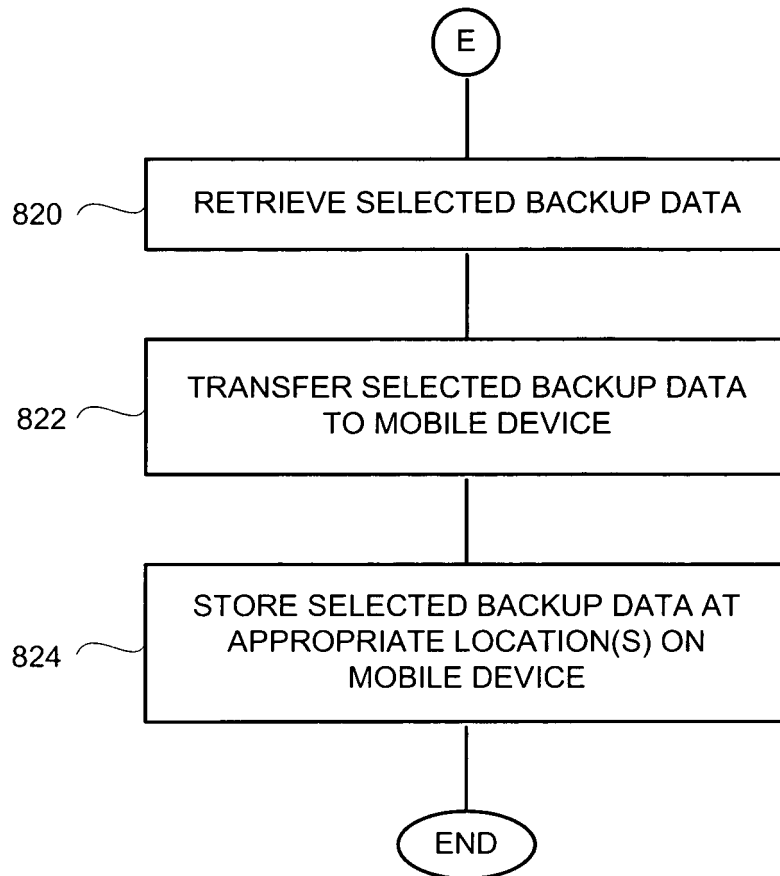 E
820
RETRIEVE SELECTED BACKUP DATA
822
TRANSFER SELECTED BACKUP DATA
TO MOBILE DEVICE
824
STORE SELECTED BACKUP DATA AT
APPROPRIATE LOCATION(S) ON
MOBILE DEVICE
END